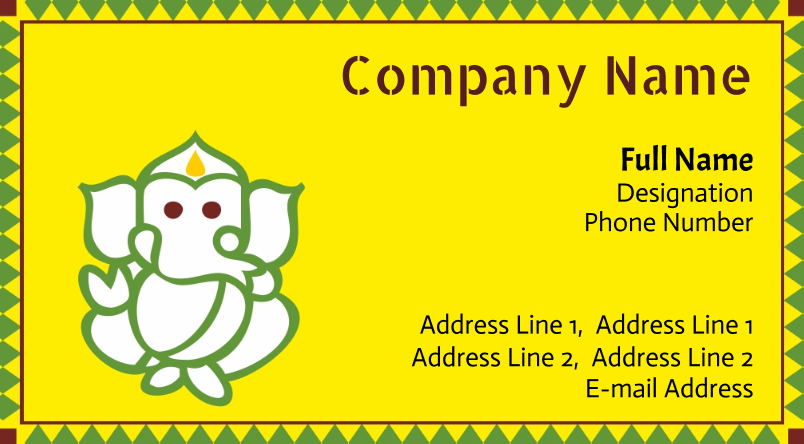 Company Name
Full Name
Designation
Phone Number
Address Line 1,  Address Line 1
Address Line 2,  Address Line 2
E-mail Address